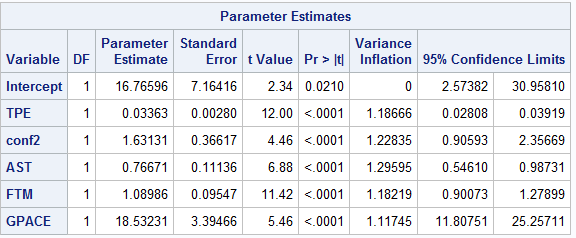 Parameter Estimates
Variable DF Parameter Estimate Standard Error t Value Pr > |t| Variance Inflation 95% Confidence Limits
Intercept 1 16.76596 7.16416 2.34 0.0210 0 2.57382 30.95810
TPE 1 0.03363 0.00280 12.00 <.0001 1.18666 0.02808 0.03919
conf2 1 1.63131 0.36617 4.46 <.0001 1.22835 0.90593 2.35669
AST 1 0.76671 0.11136 6.88 <.0001 1.29595 0.54610 0.98731
FTM 1 1.08986 0.09547 11.42 <.0001 1.18219 0.90073 1.27899
GPACE 1 18.53231 3.39466 5.46 <.0001 1.11745 11.80751 25.25711